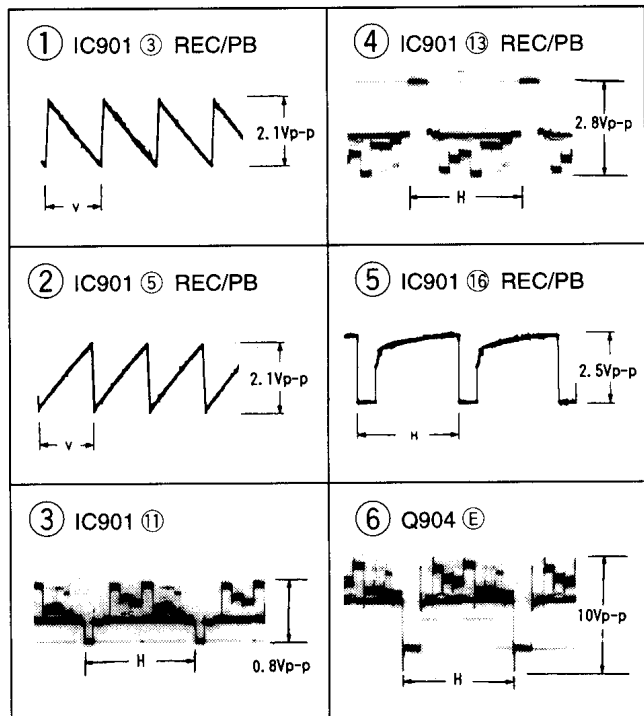 ① IC901 ③ REC/PB
2.1Vp-p
V
② IC901 ⑤ REC/PB
2.1Vp-p
V
③ IC901 ⑪
H
0.8Vp-p
④ IC901 ⑬ REC/PB
2.8Vp-p
H
⑤ IC901 ⑯ REC/PB
2.5Vp-p
H
⑥ Q904 Ⓔ
10Vp-p
H